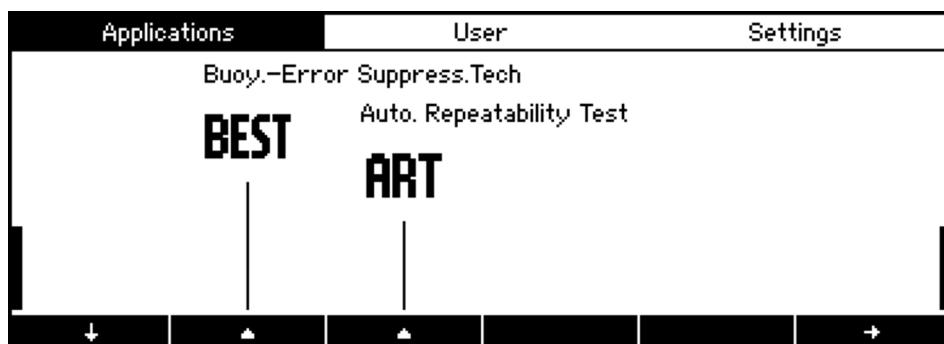 Applications User Settings
Buoy.-Error Suppress.Tech
Auto. Repeatability Test
BEST
ART